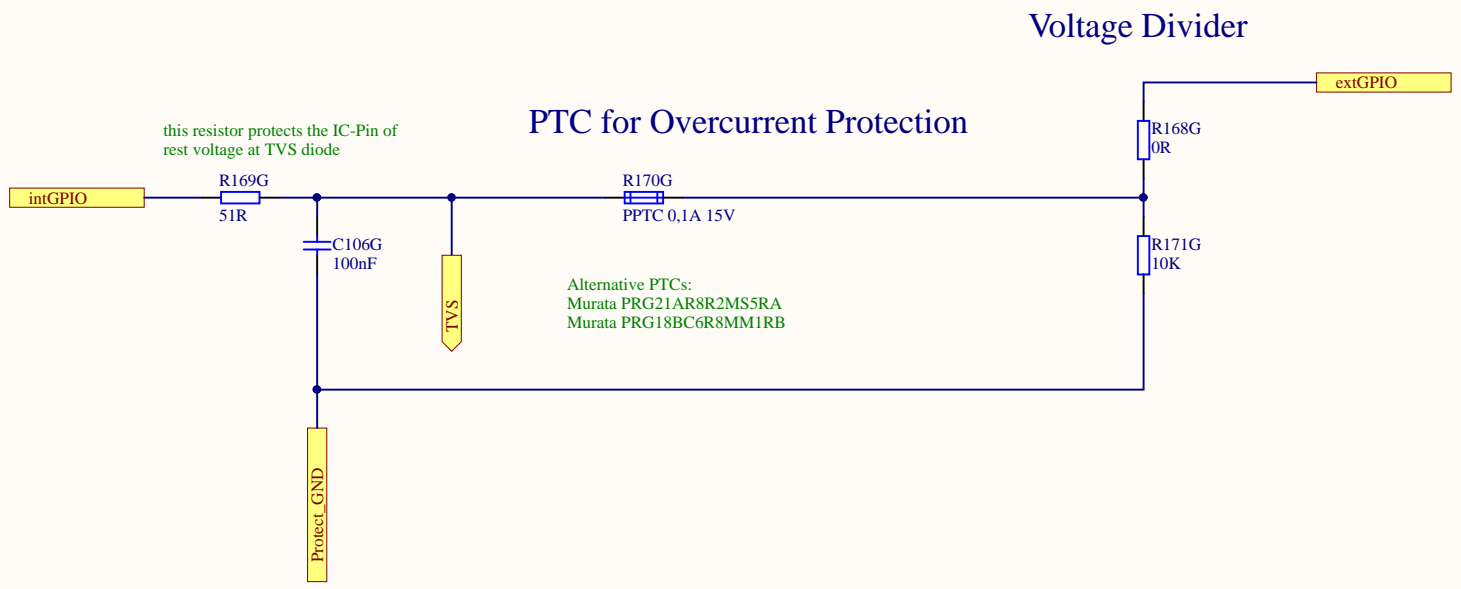 Voltage Divider
extGPIO
PTC for Overcurrent Protection
this resistor protects the IC-Pin of
rest voltage at TVS diode
R168G
0R
R169G
R170G
intGPIO
51R
PPTC 0,1A 15V
C106G
100nF
R171G
10K
TVS
Alternative PTCs:
Murata PRG21AR8R2MS5RA
Murata PRG18BC6R8MM1RB
Protect_GND